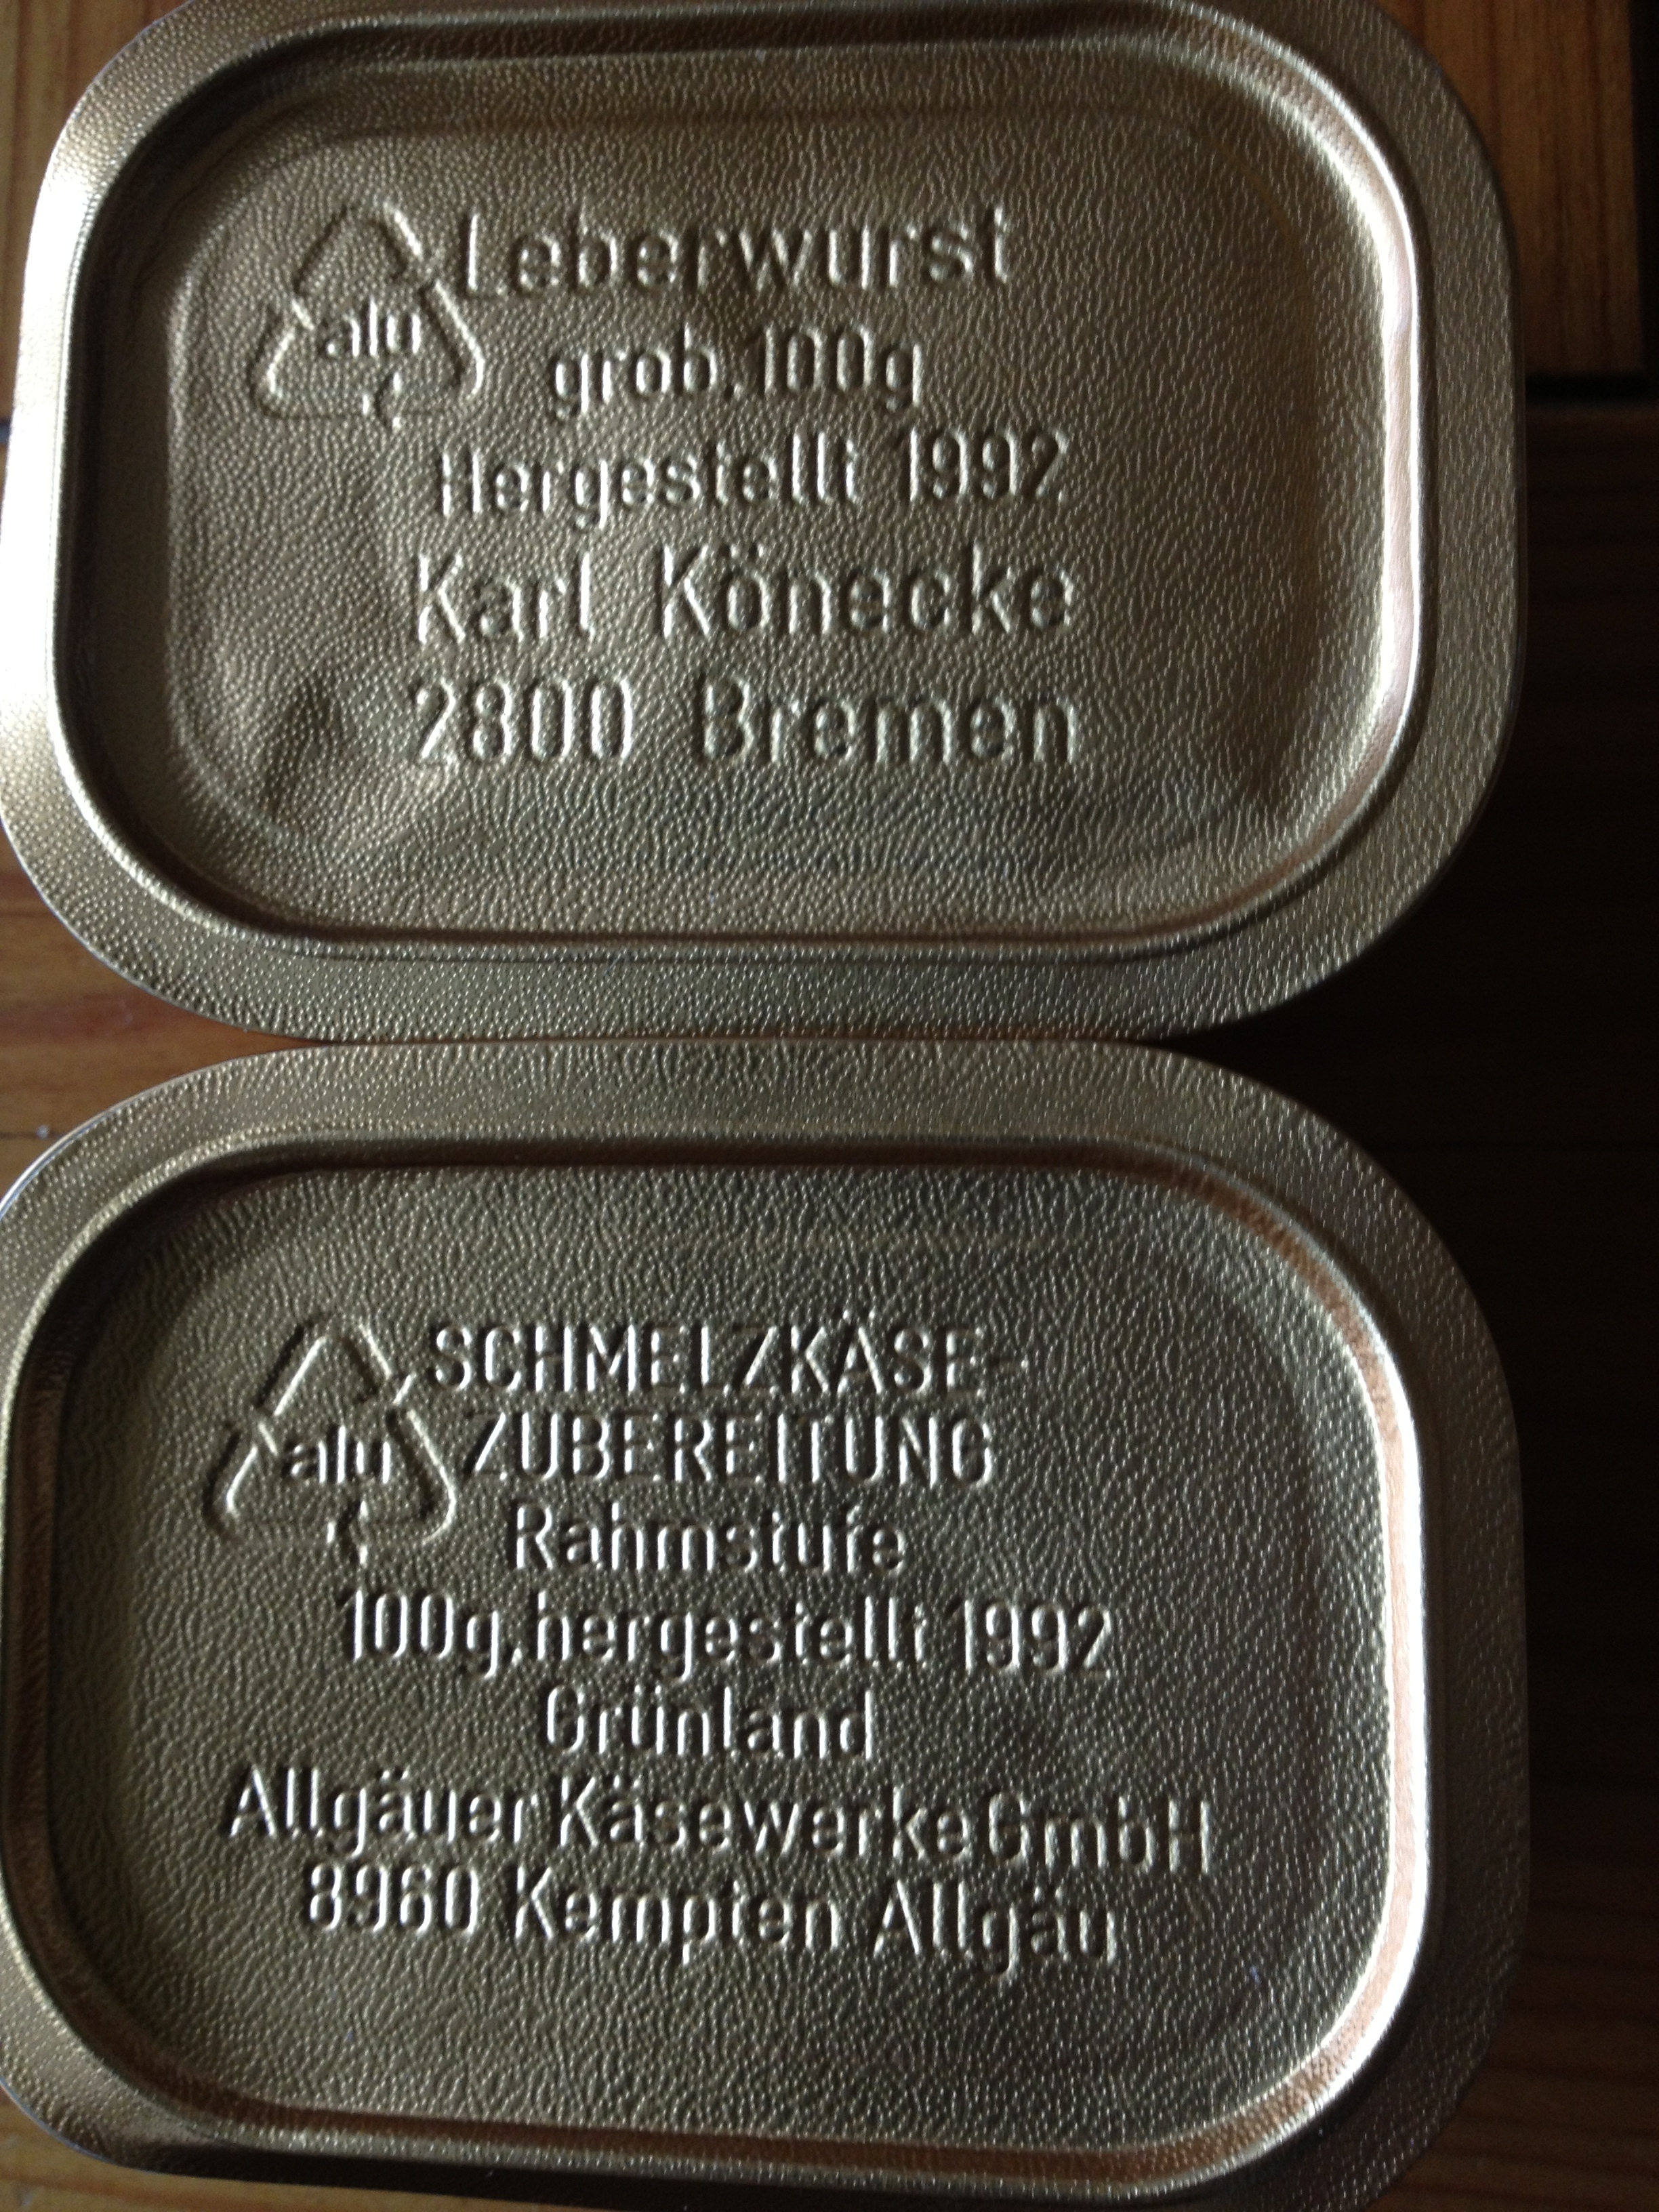 alu
Leberwurst
grob, 100g
Hergestellt 1992
Karl Könecke
2800 Bremen
alu
SCHMELZKÄSE-
ZUBEREITUNG
Rahmstufe
100g, hergestellt 1992
Grünland
Allgäuer Käsewerke GmbH
8960 Kempten Allgäu